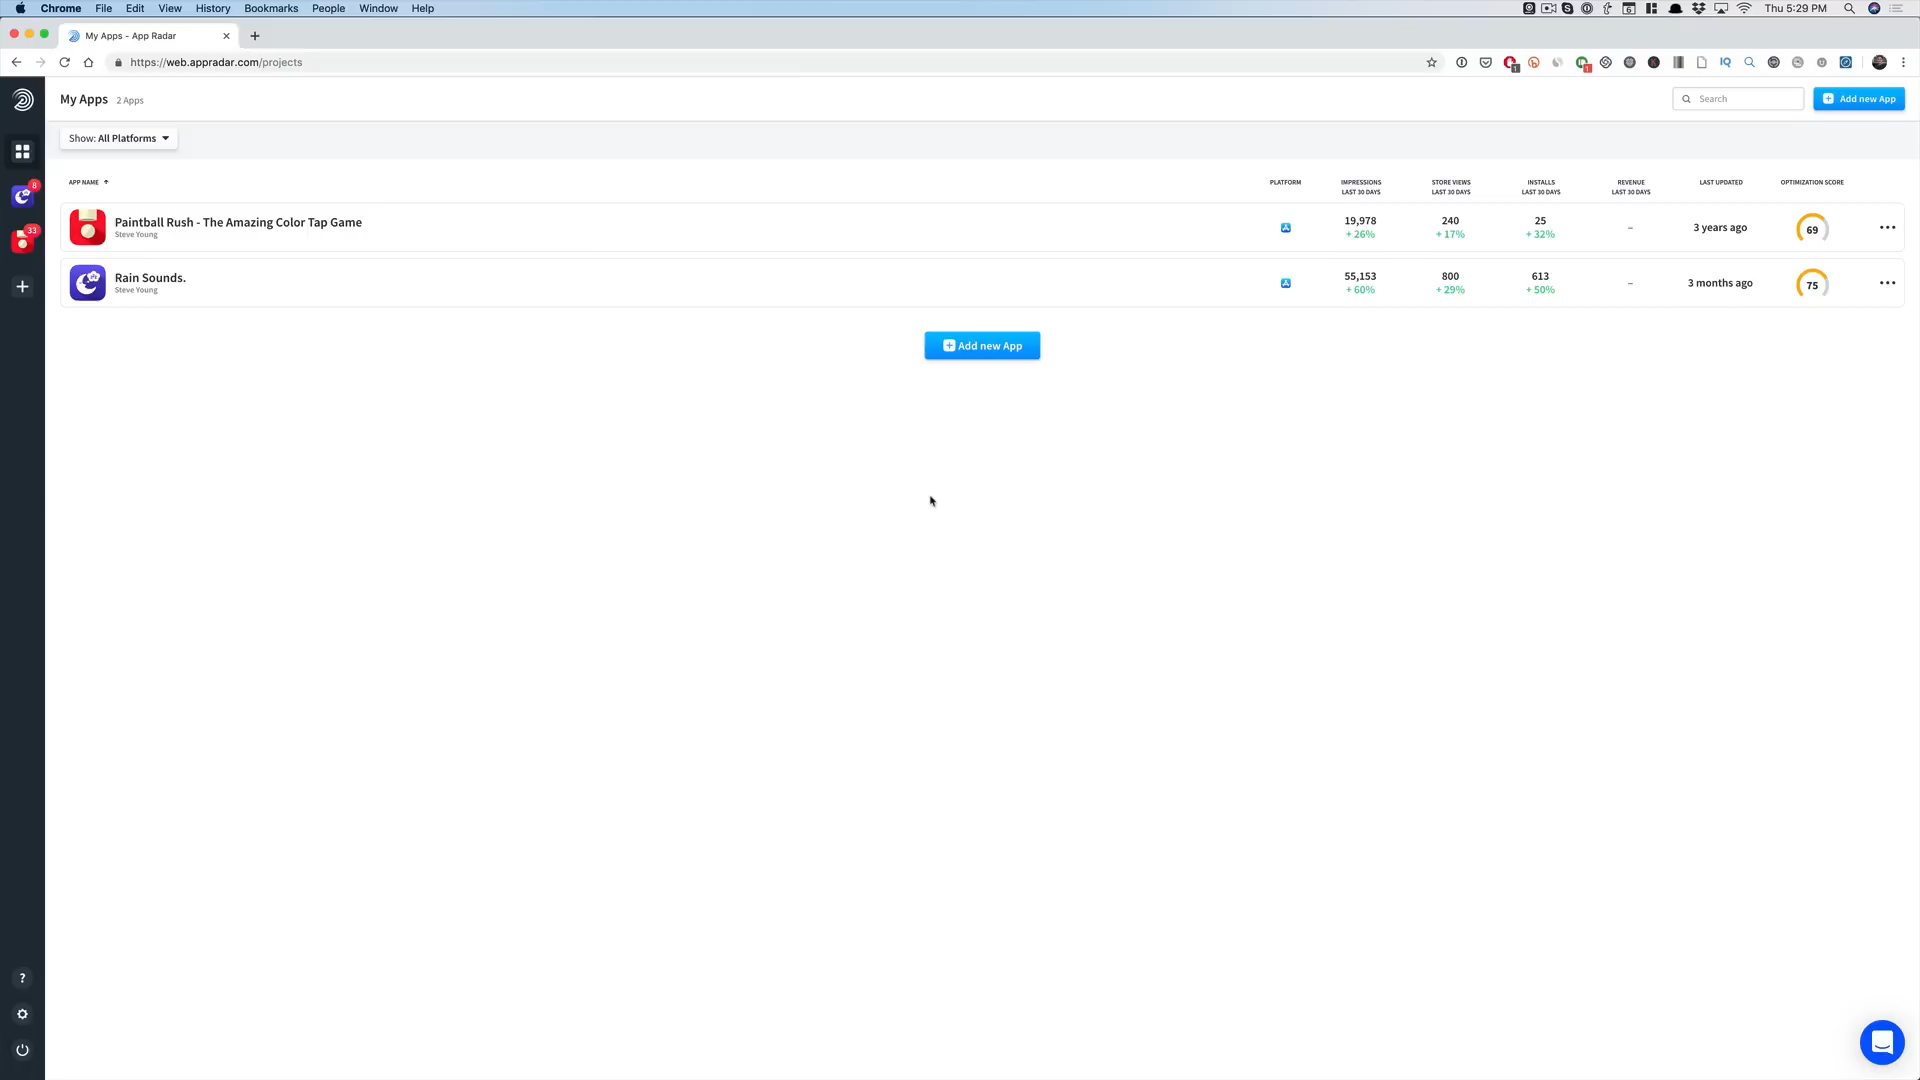 Chrome File Edit View History Bookmarks People Window Help
6 Thu 5:29 PM
My Apps - App Radar
https://web.appradar.com/projects
1 1 IQ
My Apps 2 Apps
Search
Add new App
Show: All Platforms
8
33
APP NAME
PLATFORM
IMPRESSIONS
LAST 30 DAYS
STORE VIEWS
LAST 30 DAYS
INSTALLS
LAST 30 DAYS
REVENUE
LAST 30 DAYS
LAST UPDATED
OPTIMIZATION SCORE
Paintball Rush - The Amazing Color Tap Game
Steve Young
19,978
+ 26%
240
+ 17%
25
+ 32%
–
3 years ago
69
Rain Sounds.
Steve Young
55,153
+ 60%
800
+ 29%
613
+ 50%
–
3 months ago
75
Add new App
?